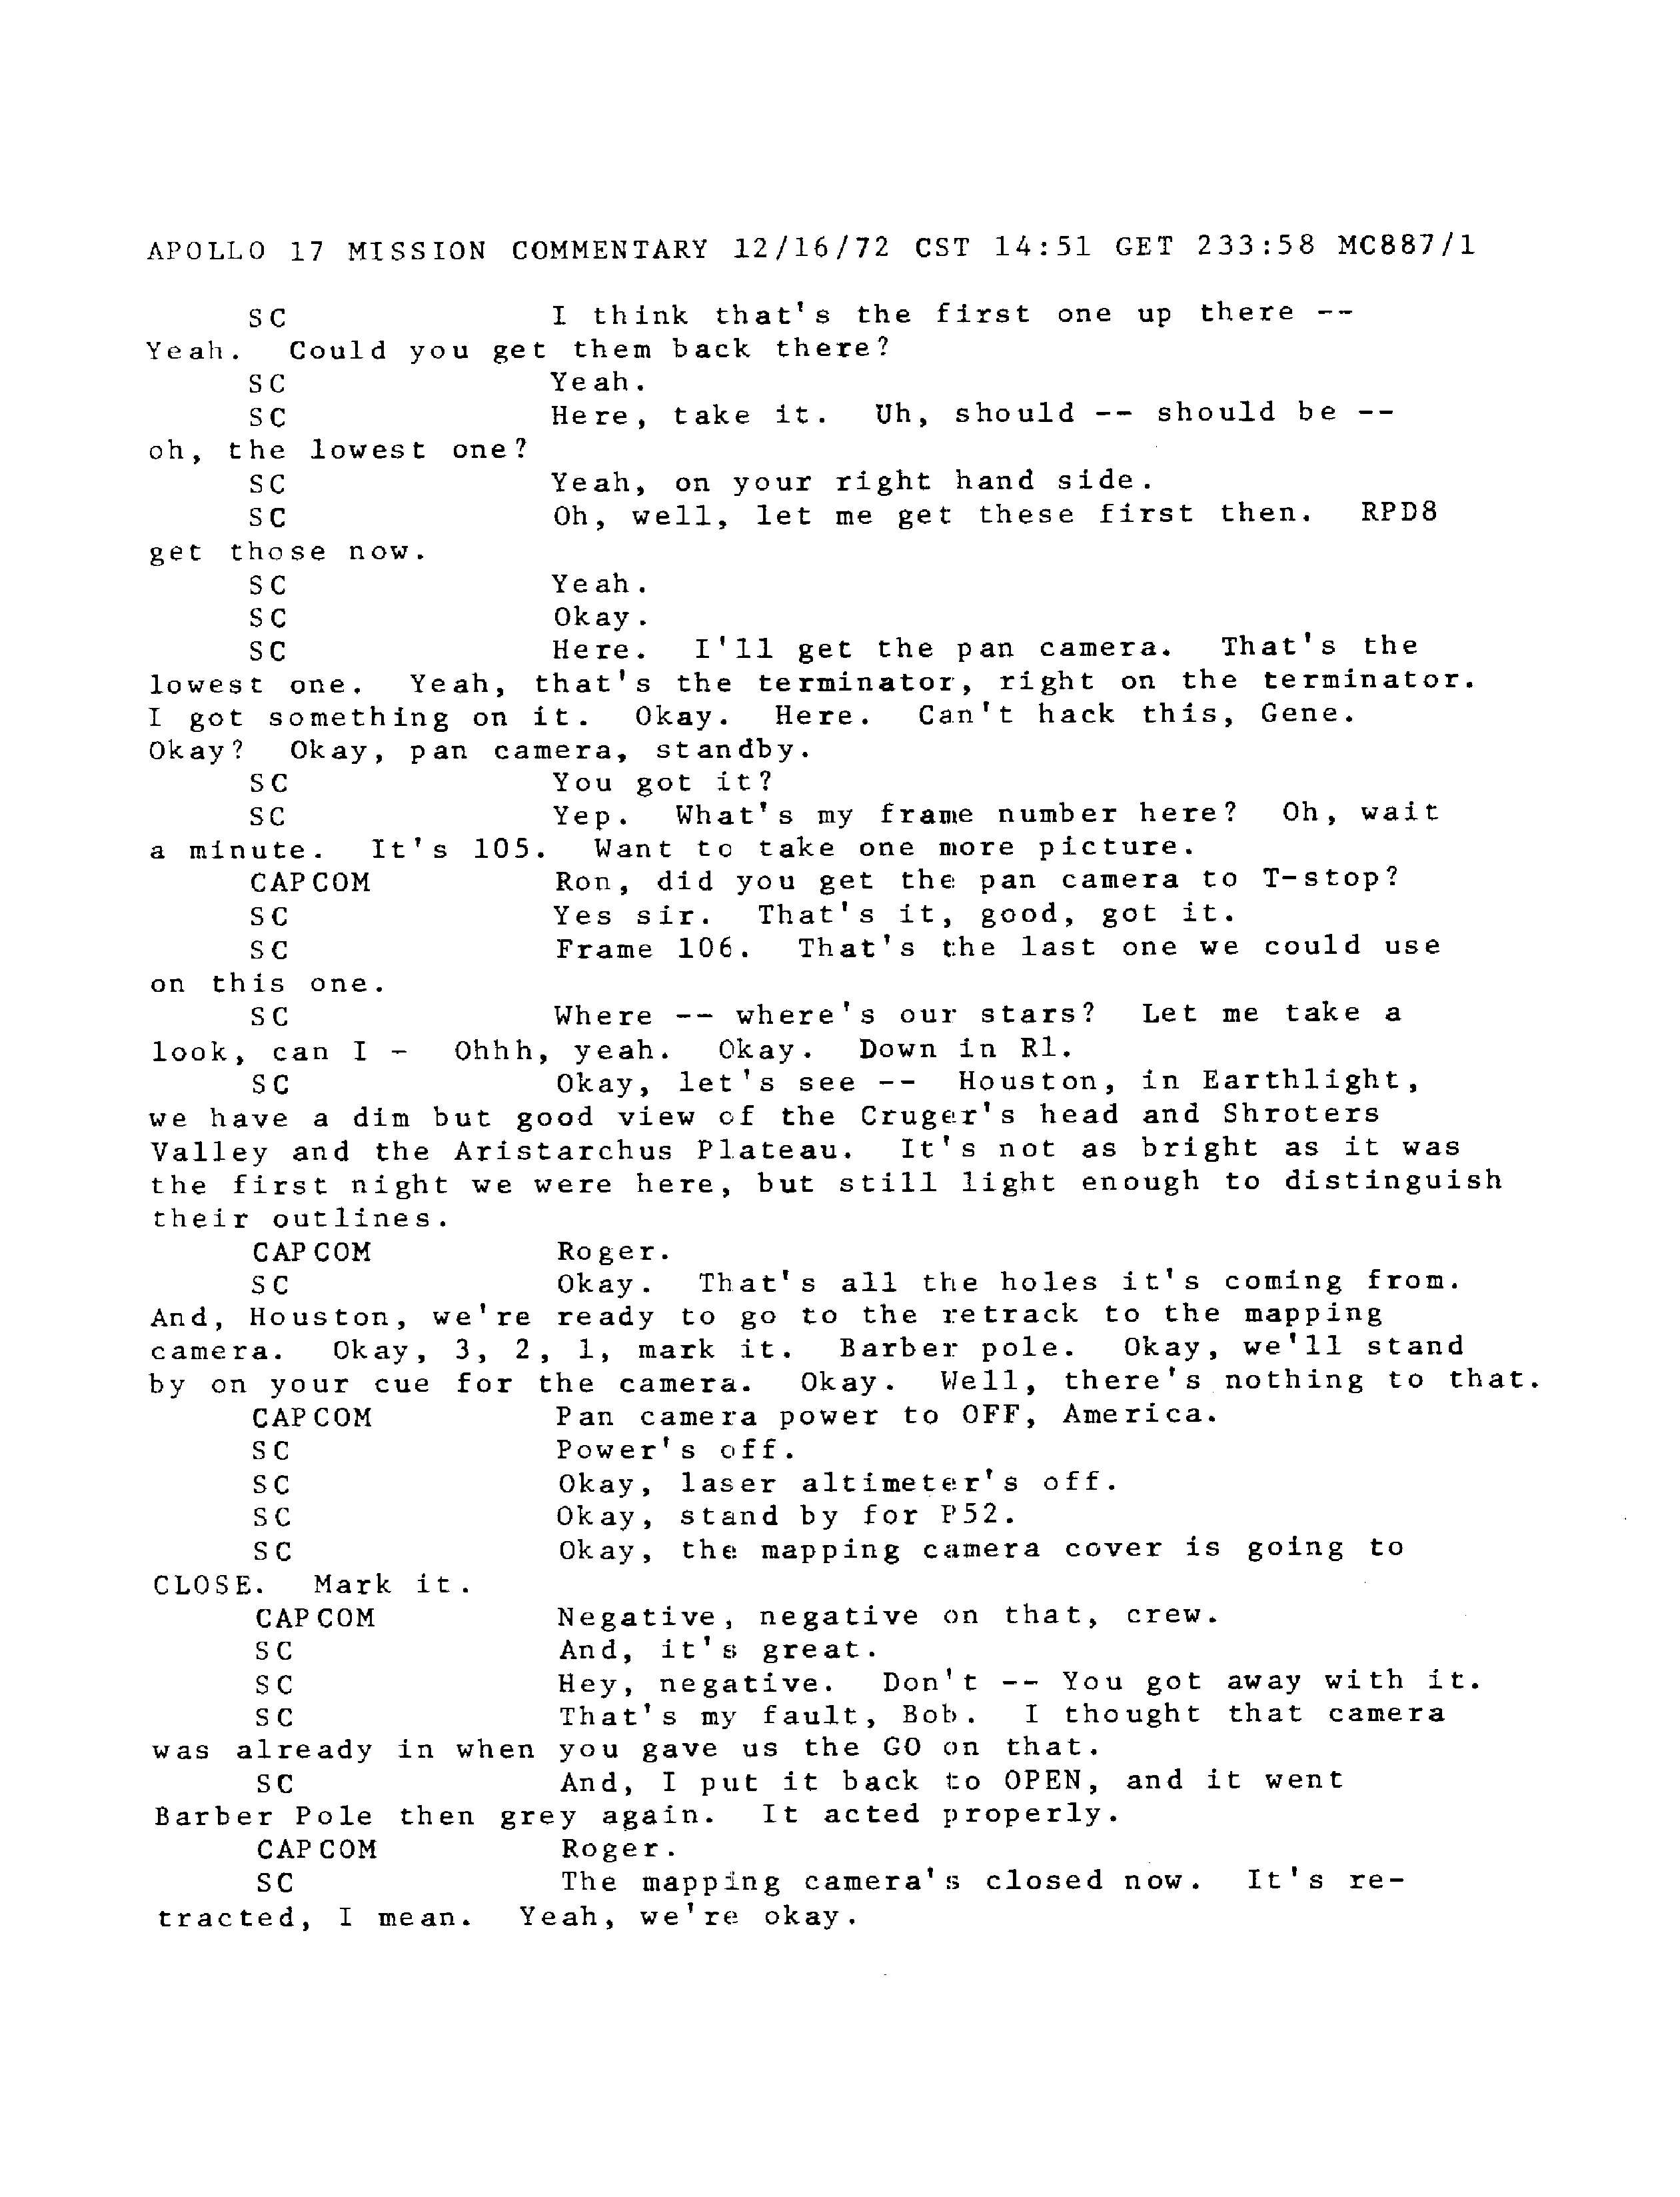 APOLLO 17 MISSION COMMENTARY 12/16/72 CST 14:51 GET 233:58 MC887/1
SC I think that's the first one up there --
Yeah. Could you get them back there?
SC Yeah.
SC Here, take it. Uh, should -- should be --
oh, the lowest one?
SC Yeah, on your right hand side.
SC Oh, well, let me get these first then. RPD8
get those now.
SC Yeah.
SC Okay.
SC Here. I'll get the pan camera. That's the
lowest one. Yeah, that's the terminator, right on the terminator.
I got something on it. Okay. Here. Can't hack this, Gene.
Okay? Okay, pan camera, standby.
SC You got it?
SC Yep. What's my frame number here? Oh, wait
a minute. It's 105. Want to take one more picture.
CAPCOM Ron, did you get the pan camera to T-stop?
SC Yes sir. That's it, good, got it.
SC Frame 106. That's the last one we could use
on this one.
SC Where -- where's our stars? Let me take a
look, can I - Ohhh, yeah. Okay. Down in R1.
SC Okay, let's see -- Houston, in Earthlight,
we have a dim but good view of the Cruger's head and Shroters
Valley and the Aristarchus Plateau. It's not as bright as it was
the first night we were here, but still light enough to distinguish
their outlines.
CAPCOM Roger.
SC Okay. That's all the holes it's coming from.
And, Houston, we're ready to go to the retrack to the mapping
camera. Okay, 3, 2, 1, mark it. Barber pole. Okay, we'll stand
by on your cue for the camera. Okay. Well, there's nothing to that.
CAPCOM Pan camera power to OFF, America.
SC Power's off.
SC Okay, laser altimeter's off.
SC Okay, stand by for P52.
SC Okay, the mapping camera cover is going to
CLOSE. Mark it.
CAPCOM Negative, negative on that, crew.
SC And, it's great.
SC Hey, negative. Don't -- You got away with it.
SC That's my fault, Bob. I thought that camera
was already in when you gave us the GO on that.
SC And, I put it back to OPEN, and it went
Barber Pole then grey again. It acted properly.
CAPCOM Roger.
SC The mapping camera's closed now. It's re-
tracted, I mean. Yeah, we're okay.